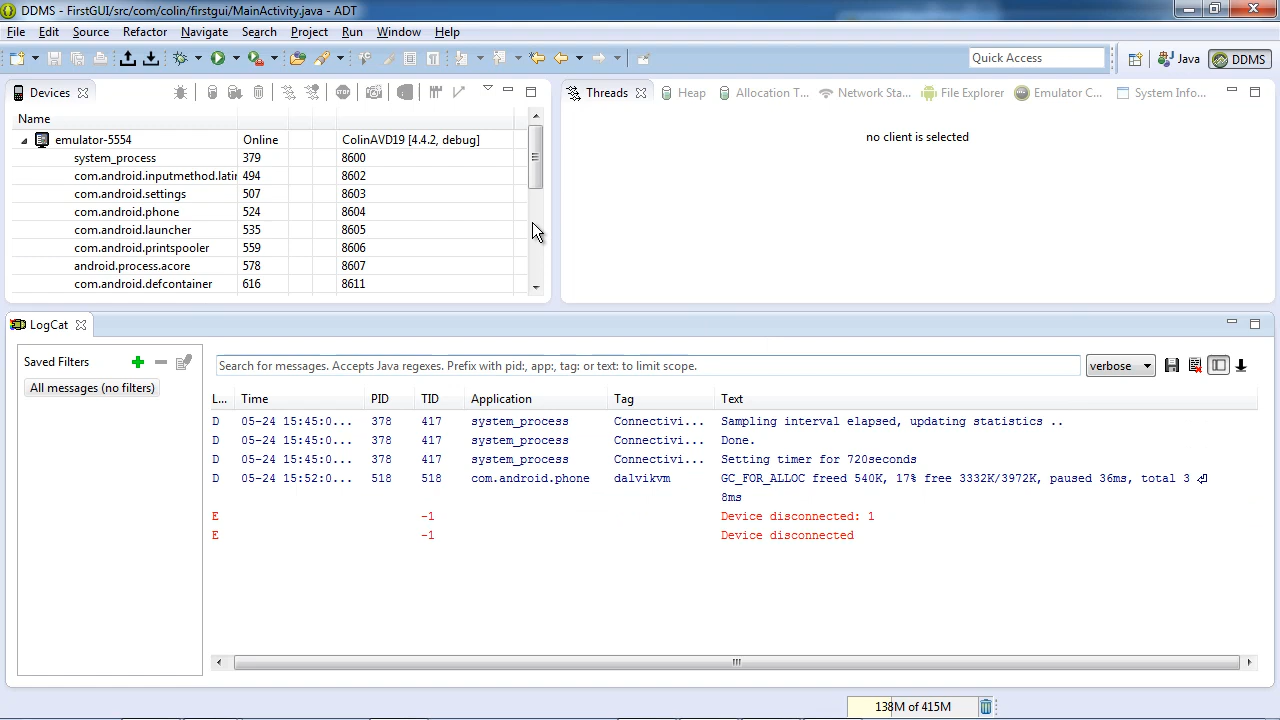 DDMS - FirstGUI/src/com/colin/firstgui/MainActivity.java - ADT
File Edit Source Refactor Navigate Search Project Run Window Help
Quick Access Java DDMS
Devices
Name
emulator-5554 Online ColinAVD19 [4.4.2, debug]
system_process 379 8600
com.android.inputmethod.latir 494 8602
com.android.settings 507 8603
com.android.phone 524 8604
com.android.launcher 535 8605
com.android.printspooler 559 8606
android.process.acore 578 8607
com.android.defcontainer 616 8611
Threads Heap Allocation T... Network Sta... File Explorer Emulator C... System Info...
no client is selected
LogCat
Saved Filters
All messages (no filters)
Search for messages. Accepts Java regexes. Prefix with pid:, app:, tag: or text: to limit scope. verbose
L... Time PID TID Application Tag Text
D 05-24 15:45:0... 378 417 system_process Connectivi... Sampling interval elapsed, updating statistics ..
D 05-24 15:45:0... 378 417 system_process Connectivi... Done.
D 05-24 15:45:0... 378 417 system_process Connectivi... Setting timer for 720seconds
D 05-24 15:52:0... 518 518 com.android.phone dalvikvm GC_FOR_ALLOC freed 540K, 17% free 3332K/3972K, paused 36ms, total 3
8ms
E -1 Device disconnected: 1
E -1 Device disconnected
138M of 415M